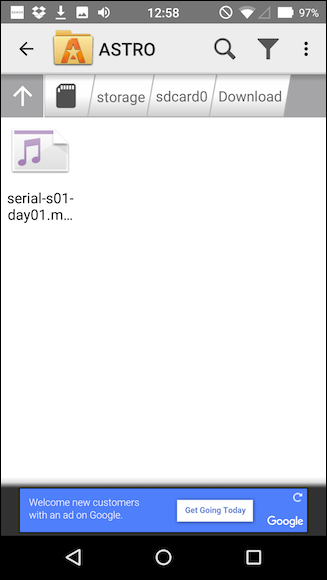 12:58
97%
ASTRO
storage
sdcard0
Download
serial-s01-
day01.m...
Welcome new customers
with an ad on Google.
Get Going Today
Google